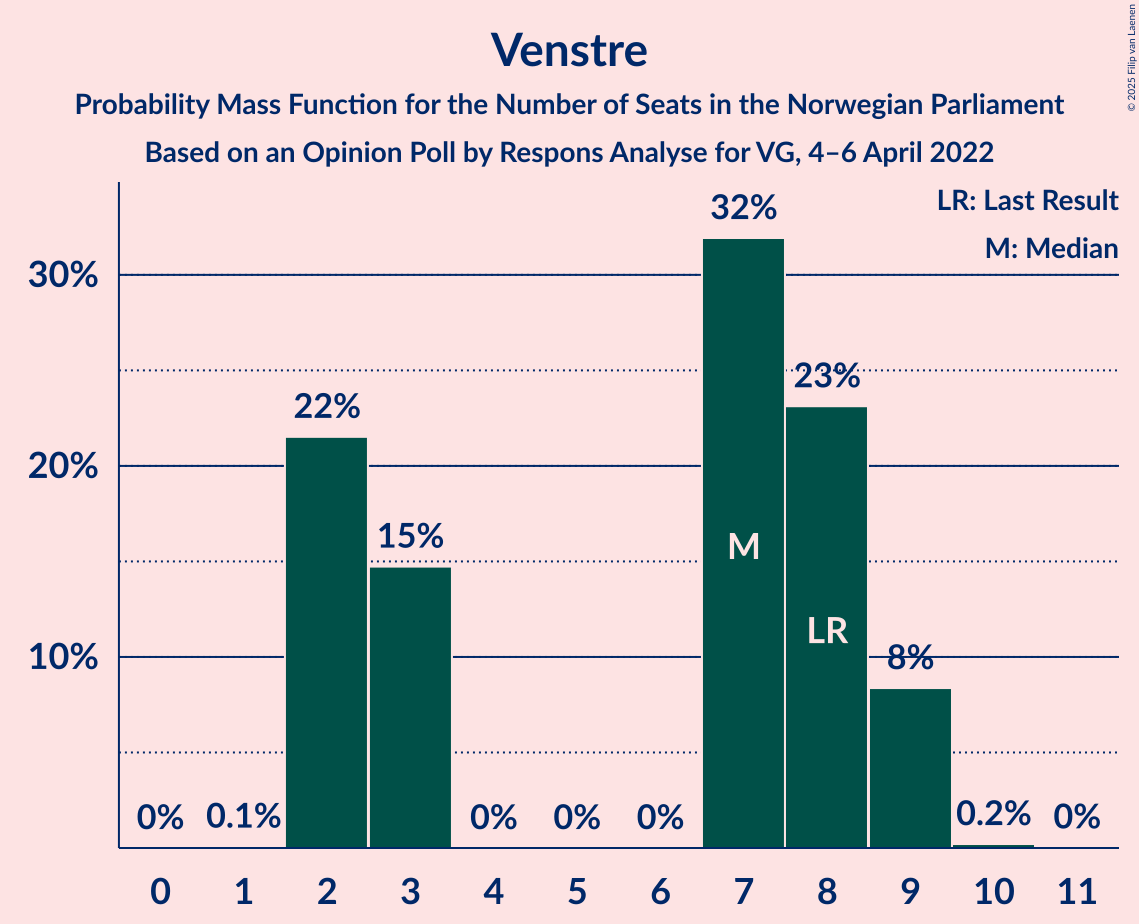 Venstre
Probability Mass Function for the Number of Seats in the Norwegian Parliament
Based on an Opinion Poll by Respons Analyse for VG, 4–6 April 2022
© 2025 Filip van Laenen
LR: Last Result
M: Median
32%
30%
23%
22%
20%
15%
M
LR
10%
8%
0% 0.1% 0% 0% 0% 0.2% 0%
0 1 2 3 4 5 6 7 8 9 10 11